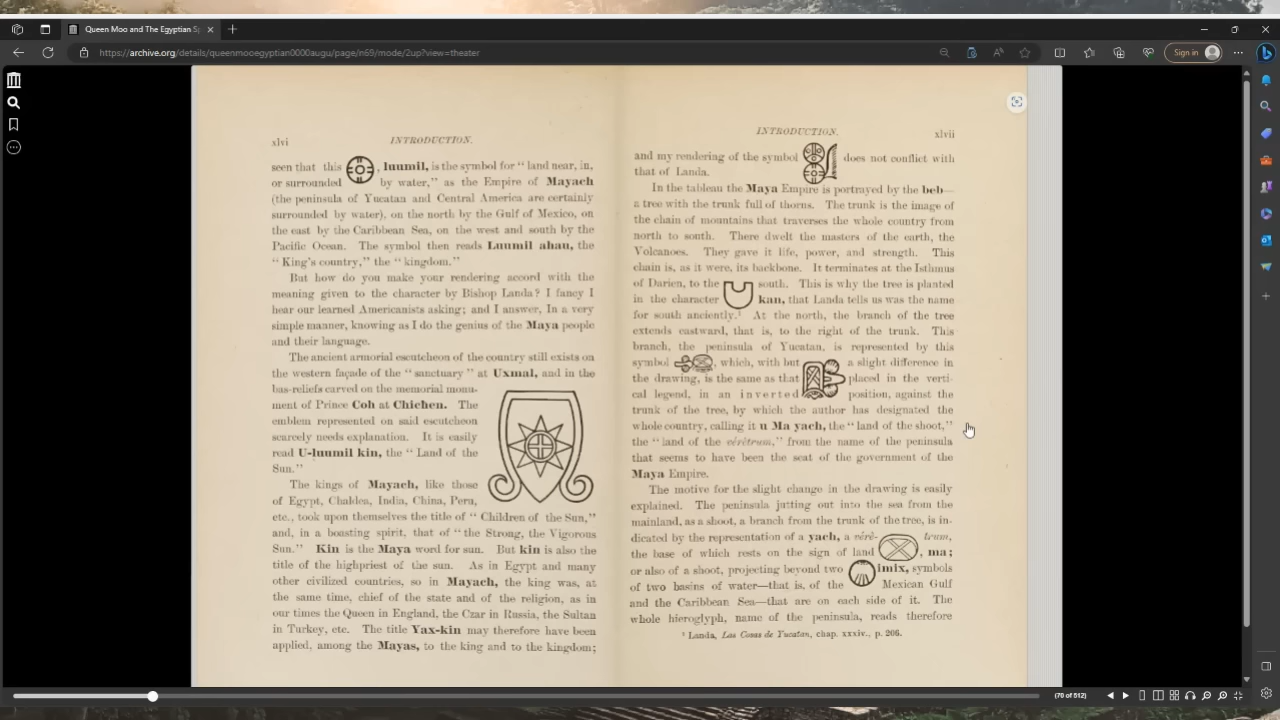 Queen Moo and The Egyptian S
https://archive.org/details/queenmooegyptian0000augu/page/n69/mode/2up?view=theater
Sign in
xlvi INTRODUCTION.
seen that this , luumil, is the symbol for “ land near, in,
or surrounded by water,” as the Empire of Mayach
(the peninsula of Yucatan and Central America are certainly
surrounded by water), on the north by the Gulf of Mexico, on
the east by the Caribbean Sea, on the west and south by the
Pacific Ocean. The symbol then reads Luumil ahau, the
“ King's country,” the “ kingdom.”
But how do you make your rendering accord with the
meaning given to the character by Bishop Landa? I fancy I
hear our learned Americanists asking; and I answer, In a very
simple manner, knowing as I do the genius of the Maya people
and their language.
The ancient armorial escutcheon of the country still exists on
the western façade of the “ sanctuary ” at Uxmal, and in the
bas-reliefs carved on the memorial monu-
ment of Prince Coh at Chichen. The
emblem represented on said escutcheon
scarcely needs explanation. It is easily
read U-luumil kin, the “ Land of the
Sun.”
The kings of Mayach, like those
of Egypt, Chaldea, India, China, Peru,
etc., took upon themselves the title of “ Children of the Sun,”
and, in a boasting spirit, that of “ the Strong, the Vigorous
Sun.” Kin is the Maya word for sun. But kin is also the
title of the highpriest of the sun. As in Egypt and many
other civilized countries, so in Mayach, the king was, at
the same time, chief of the state and of the religion, as in
our times the Queen in England, the Czar in Russia, the Sultan
in Turkey, etc. The title Yax-kin may therefore have been
applied, among the Mayas, to the king and to the kingdom;
INTRODUCTION. xlvii
and my rendering of the symbol does not conflict with
that of Landa.
In the tableau the Maya Empire is portrayed by the beb—
a tree with the trunk full of thorns. The trunk is the image of
the chain of mountains that traverses the whole country from
north to south. There dwelt the masters of the earth, the
Volcanoes. They gave it life, power, and strength. This
chain is, as it were, its backbone. It terminates at the Isthmus
of Darien, to the south. This is why the tree is planted
in the character kan, that Landa tells us was the name
for south anciently.¹ At the north, the branch of the tree
extends eastward, that is, to the right of the trunk. This
branch, the peninsula of Yucatan, is represented by this
symbol , which, with but a slight difference in
the drawing, is the same as that placed in the verti-
cal legend, in an inverted position, against the
trunk of the tree, by which the author has designated the
whole country, calling it u Ma yach, the “ land of the shoot,”
the “ land of the vérétrum,” from the name of the peninsula
that seems to have been the seat of the government of the
Maya Empire.
The motive for the slight change in the drawing is easily
explained. The peninsula jutting out into the sea from the
mainland, as a shoot, a branch from the trunk of the tree, is in-
dicated by the representation of a yach, a véré- trum,
the base of which rests on the sign of land , ma;
or also of a shoot, projecting beyond two imix, symbols
of two basins of water—that is, of the Mexican Gulf
and the Caribbean Sea—that are on each side of it. The
whole hieroglyph, name of the peninsula, reads therefore
¹ Landa, Las Cosas de Yucatan, chap. xxxiv., p. 206.
(70 of 512)